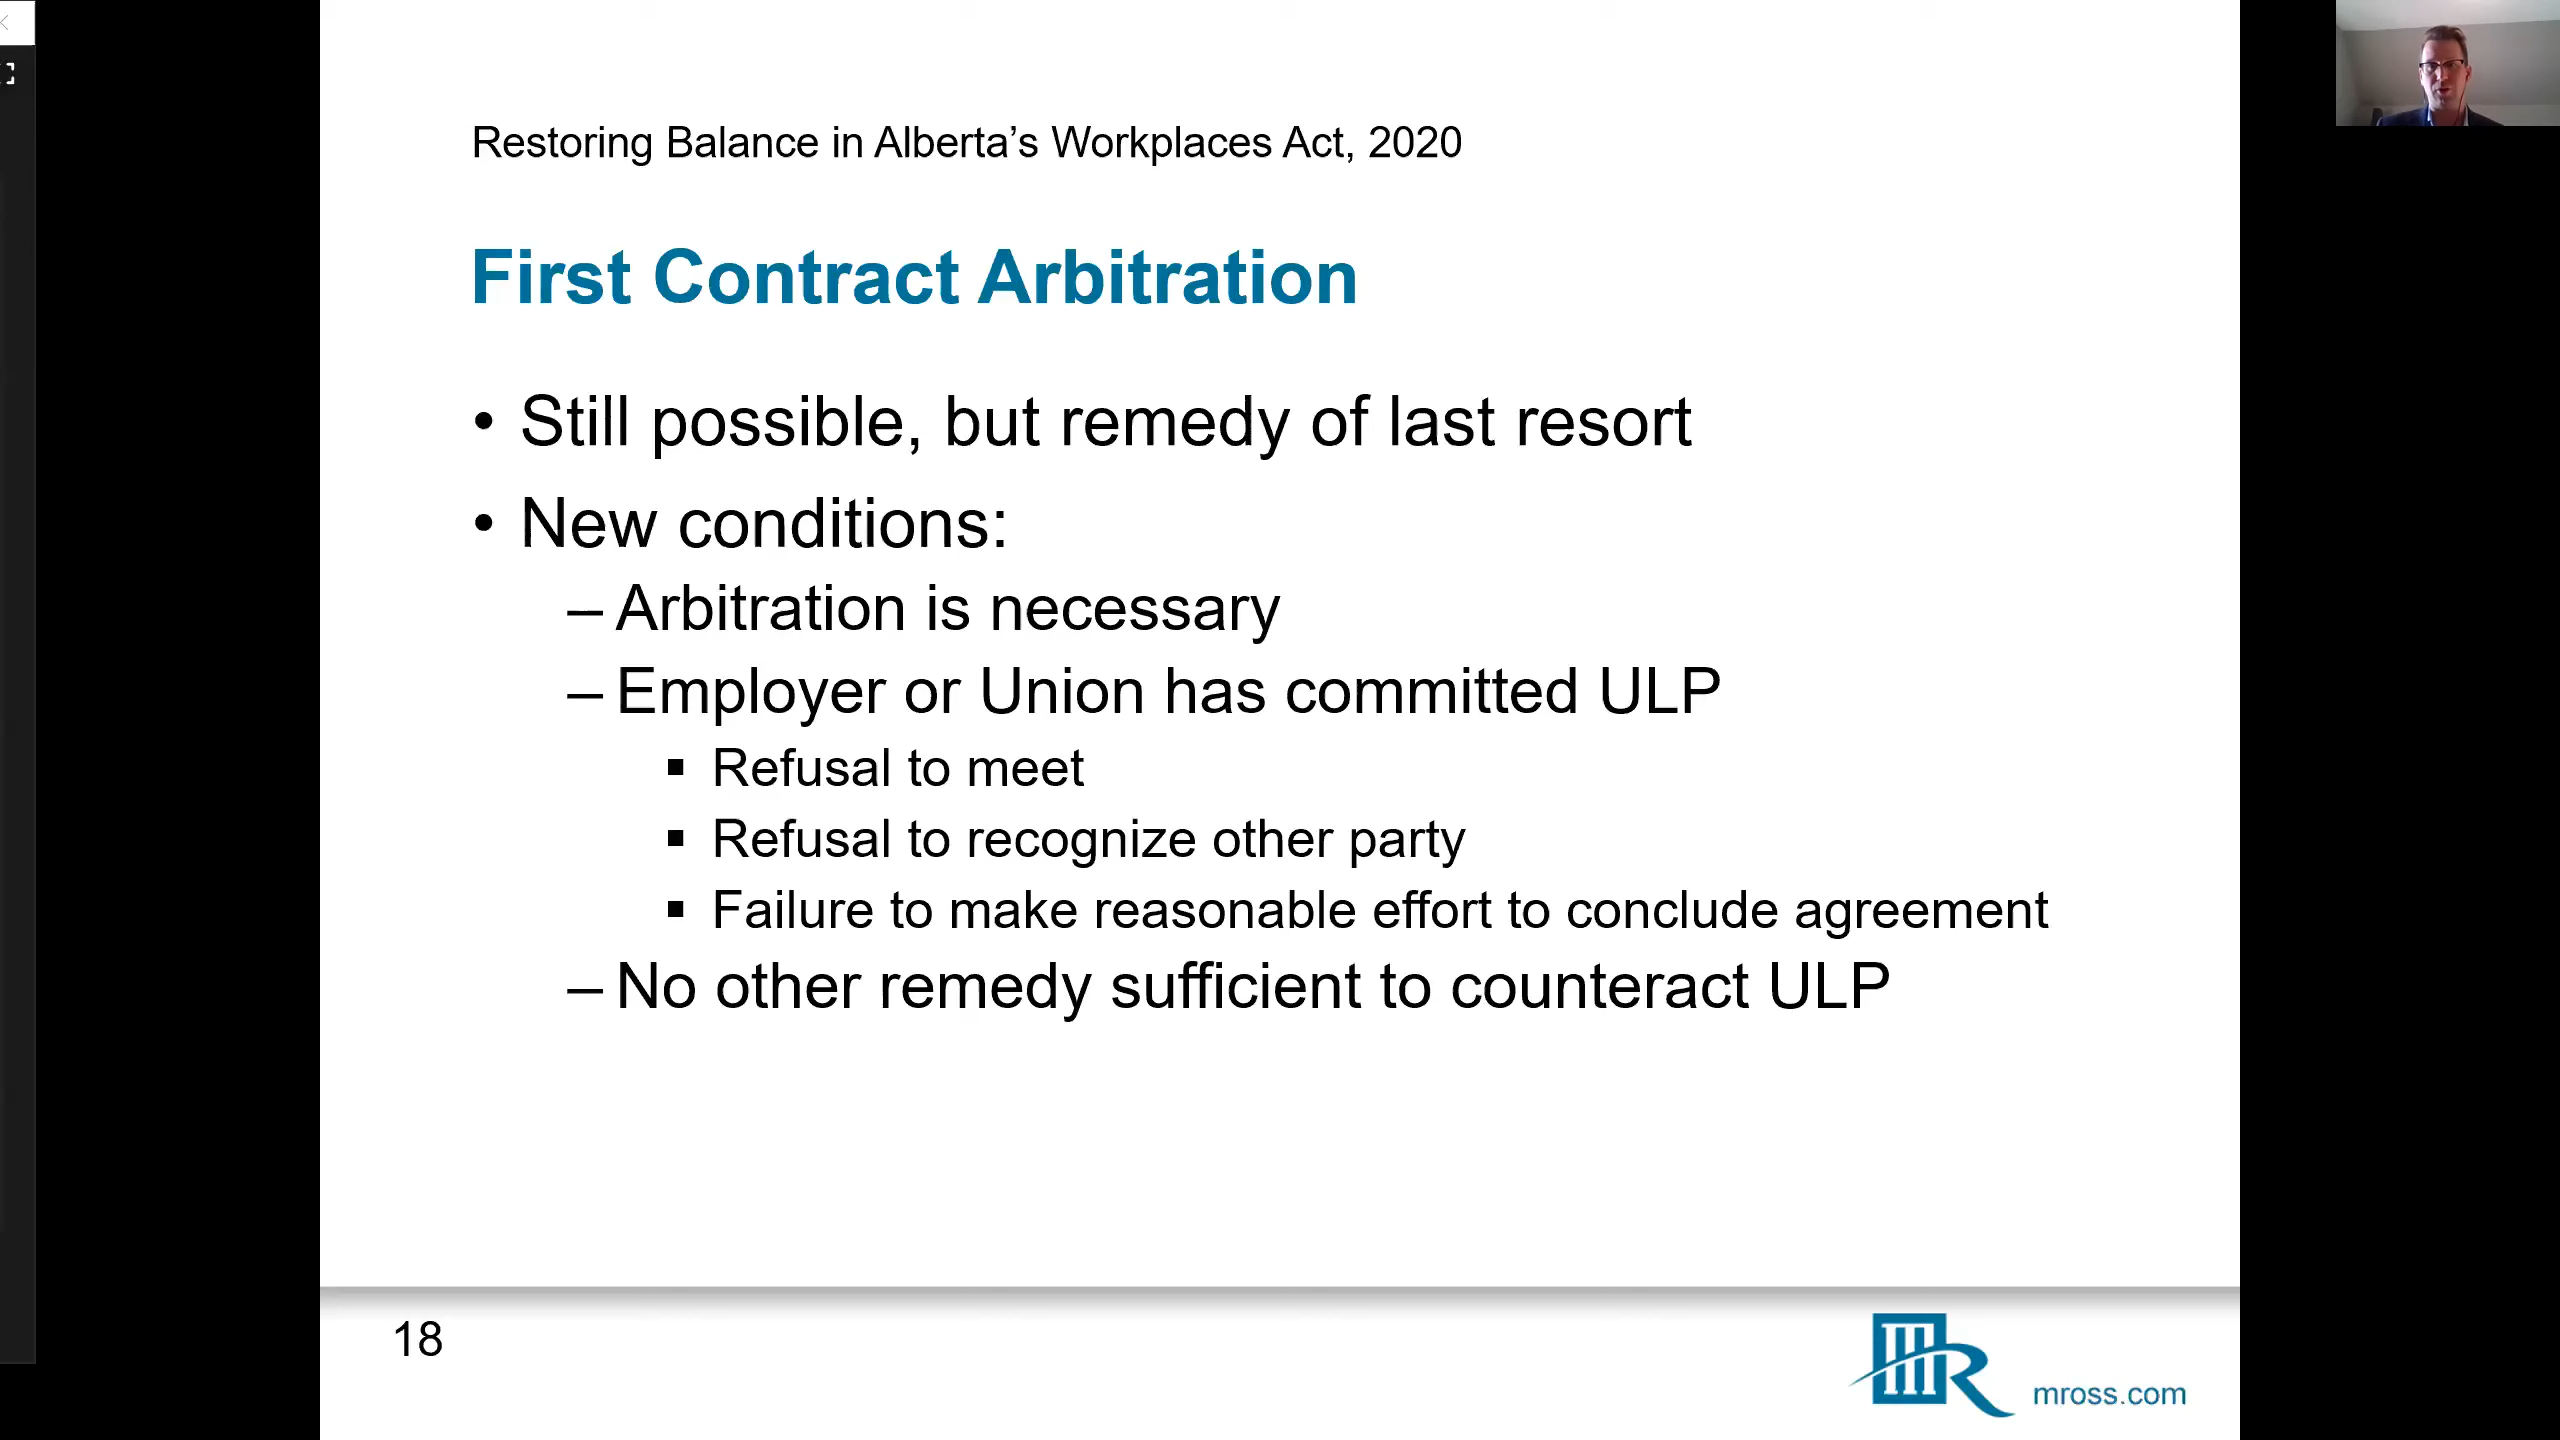 Restoring Balance in Alberta’s Workplaces Act, 2020
First Contract Arbitration
• Still possible, but remedy of last resort
• New conditions:
– Arbitration is necessary
– Employer or Union has committed ULP
▪ Refusal to meet
▪ Refusal to recognize other party
▪ Failure to make reasonable effort to conclude agreement
– No other remedy sufficient to counteract ULP
18
mross.com